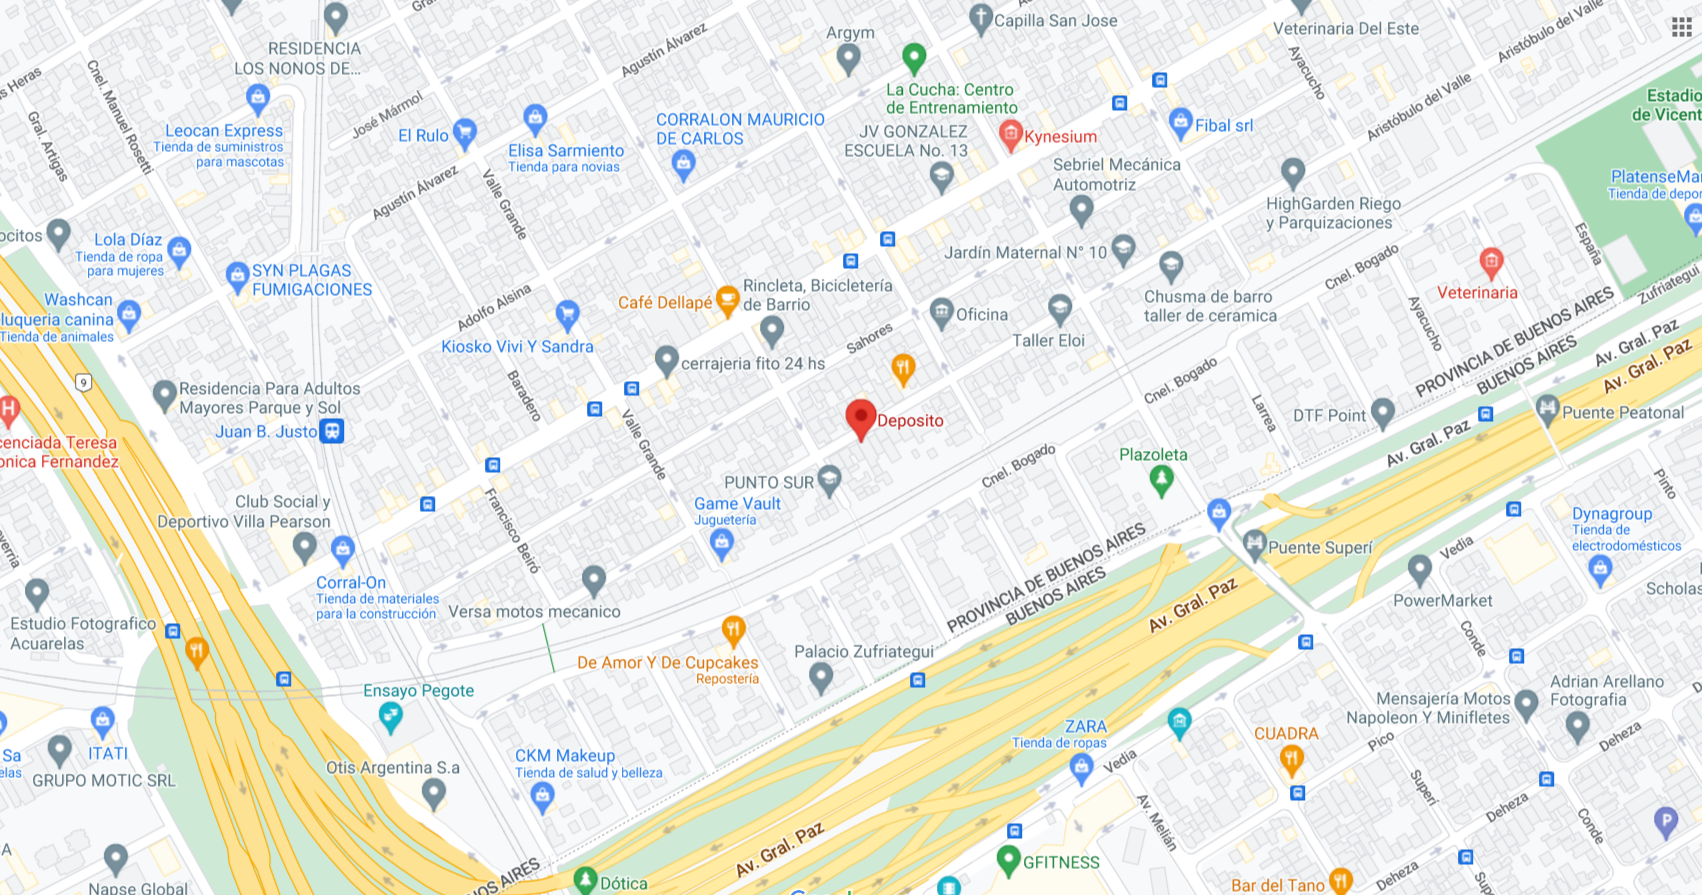 Argym
Capilla San Jose
Veterinaria Del Este
Aristóbulo del Valle
RESIDENCIA
LOS NONOS DE...
Agustín Álvarez
Ayacucho
s Heras
Cnel. Manuel Rosetti
Gral. Artigas
José Mármol
La Cucha: Centro
de Entrenamiento
Aristóbulo del Valle
Estadio
de Vicent
Leocan Express
Tienda de suministros
para mascotas
El Rulo
Elisa Sarmiento
Tienda para novias
CORRALON MAURICIO
DE CARLOS
JV GONZALEZ
ESCUELA No. 13
Kynesium
Fibal srl
Sebriel Mecánica
Automotriz
Agustín Álvarez
Valle Grande
HighGarden Riego
y Parquizaciones
PlatenseMar
Tienda de depor
ocitos
Lola Díaz
Tienda de ropa
para mujeres
SYN PLAGAS
FUMIGACIONES
Jardín Maternal N° 10
Cnel. Bogado
España
Veterinaria
Zufriategui
Washcan
luqueria canina
Tienda de animales
Adolfo Alsina
Café Dellapé
Rincleta, Bicicletería
de Barrio
Oficina
Chusma de barro
taller de ceramica
Ayacucho
PROVINCIA DE BUENOS AIRES
BUENOS AIRES
Av. Gral. Paz
Av. Gral. Paz
Kiosko Vivi Y Sandra
Sahores
Taller Eloi
cerrajeria fito 24 hs
9
Residencia Para Adultos
Mayores Parque y Sol
Baradero
Cnel. Bogado
Larrea
H
Juan B. Justo
Valle Grande
Deposito
DTF Point
Puente Peatonal
Av. Gral. Paz
cenciada Teresa
onica Fernandez
Cnel. Bogado
Plazoleta
Pinto
PUNTO SUR
Game Vault
Juguetería
Club Social y
Deportivo Villa Pearson
Francisco Beiró
Dynagroup
Tienda de
electrodomésticos
everria
Puente Superí
Vedia
PROVINCIA DE BUENOS AIRES
BUENOS AIRES
Corral-On
Tienda de materiales
para la construcción
Versa motos mecanico
Av. Gral. Paz
PowerMarket
Scholas
Estudio Fotografico
Acuarelas
De Amor Y De Cupcakes
Repostería
Palacio Zufriategui
Conde
Ensayo Pegote
Mensajería Motos
Napoleon Y Minifletes
Adrian Arellano
Fotografia
Sa
elas
ITATI
GRUPO MOTIC SRL
ZARA
Tienda de ropas
CUADRA
Pico
Deheza
Otis Argentina S.a
CKM Makeup
Tienda de salud y belleza
Vedia
Av. Melián
Superí
Deheza
Conde
P
Av. Gral. Paz
GFITNESS
Napse Global
NOS AIRES
Dótica
Bar del Tano
Deheza